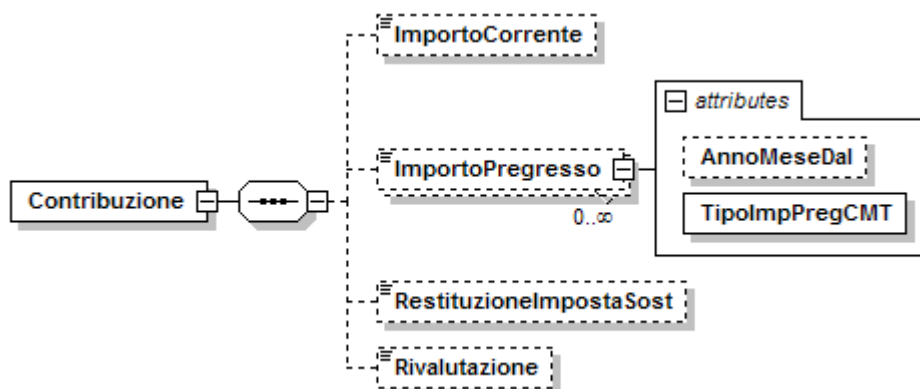 ImportoCorrente
attributes
AnnoMeseDal
ImportoPregresso
Contribuzione
TipoImpPregCMT
0..∞
RestituzioneImpostaSost
Rivalutazione